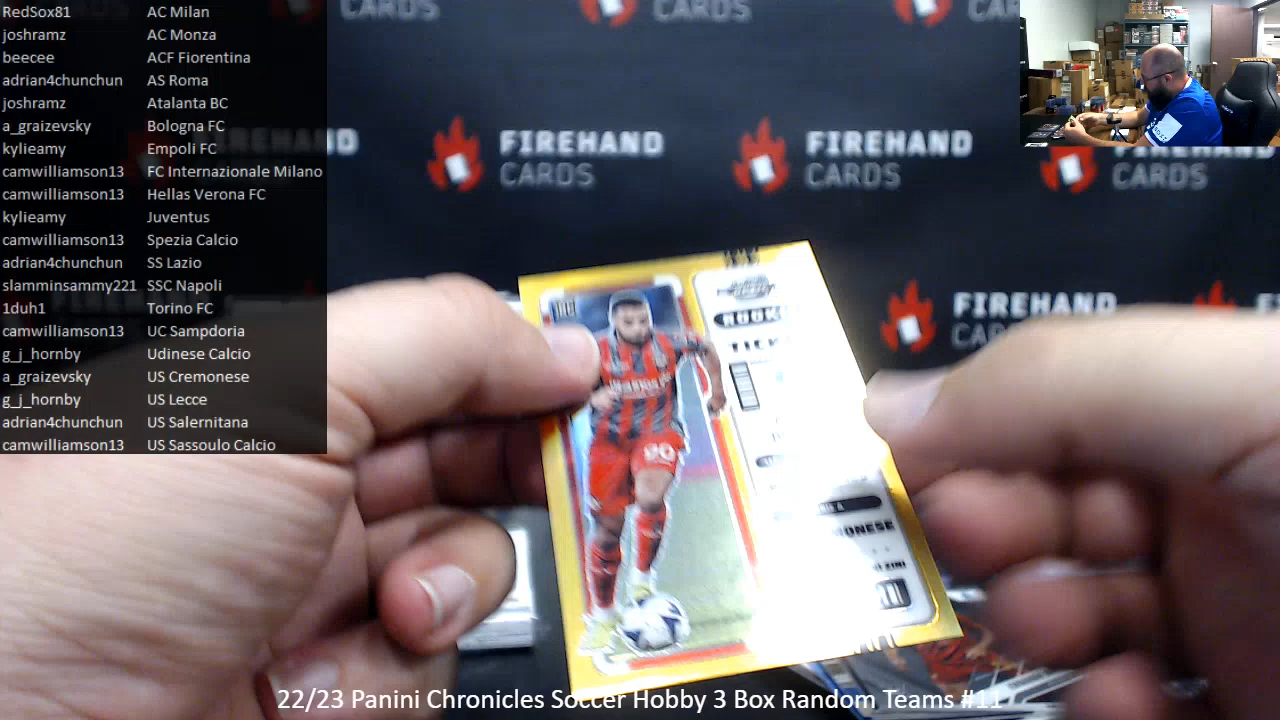 RedSox81 AC Milan
joshramz AC Monza
beecee ACF Fiorentina
adrian4chunchun AS Roma
joshramz Atalanta BC
a_graizevsky Bologna FC
kylieamy Empoli FC
camwilliamson13 FC Internazionale Milano
camwilliamson13 Hellas Verona FC
kylieamy Juventus
camwilliamson13 Spezia Calcio
adrian4chunchun SS Lazio
slamminsammy221 SSC Napoli
1duh1 Torino FC
camwilliamson13 UC Sampdoria
g_j_hornby Udinese Calcio
a_graizevsky US Cremonese
g_j_hornby US Lecce
adrian4chunchun US Salernitana
camwilliamson13 US Sassoulo Calcio
CARDS
CARDS
FIREHAND
CARDS
FIREHAND
CARDS
CARDS
FIREHAND
FIREHAND
90
22/23 Panini Chronicles Soccer Hobby 3 Box Random Teams #11